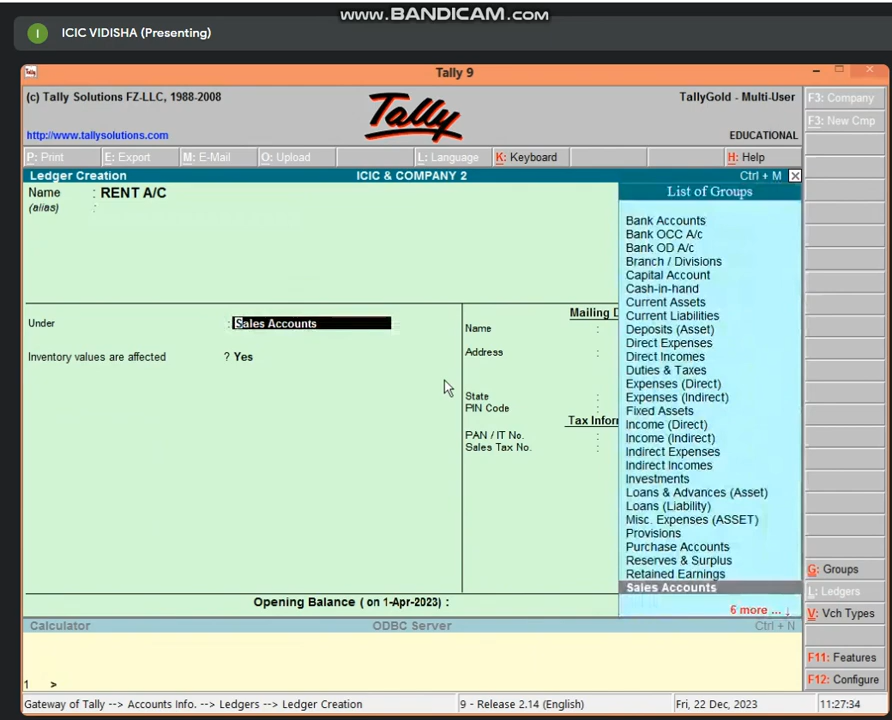 WWW.BANDICAM.COM
I ICIC VIDISHA (Presenting)
Tally Tally 9
(c) Tally Solutions FZ-LLC, 1988-2008
Tally
TallyGold - Multi-User
http://www.tallysolutions.com
EDUCATIONAL
F3: Company
F3: New Cmp
P: Print E: Export M: E-Mail O: Upload L: Language K: Keyboard H: Help
Ledger Creation ICIC & COMPANY 2 Ctrl + M
Name : RENT A/C
(alias) :
Under : Sales Accounts
Inventory values are affected ? Yes
Mailing D
Name :
Address :
State :
PIN Code :
Tax Infor
PAN / IT No. :
Sales Tax No. :
Opening Balance ( on 1-Apr-2023) :
List of Groups
Bank Accounts
Bank OCC A/c
Bank OD A/c
Branch / Divisions
Capital Account
Cash-in-hand
Current Assets
Current Liabilities
Deposits (Asset)
Direct Expenses
Direct Incomes
Duties & Taxes
Expenses (Direct)
Expenses (Indirect)
Fixed Assets
Income (Direct)
Income (Indirect)
Indirect Expenses
Indirect Incomes
Investments
Loans & Advances (Asset)
Loans (Liability)
Misc. Expenses (ASSET)
Provisions
Purchase Accounts
Reserves & Surplus
Retained Earnings
Sales Accounts
6 more ... ↓
G: Groups
L: Ledgers
V: Vch Types
F11: Features
F12: Configure
Calculator ODBC Server Ctrl + N
1 >
Gateway of Tally --> Accounts Info. --> Ledgers --> Ledger Creation 9 - Release 2.14 (English) Fri, 22 Dec, 2023 11:27:34